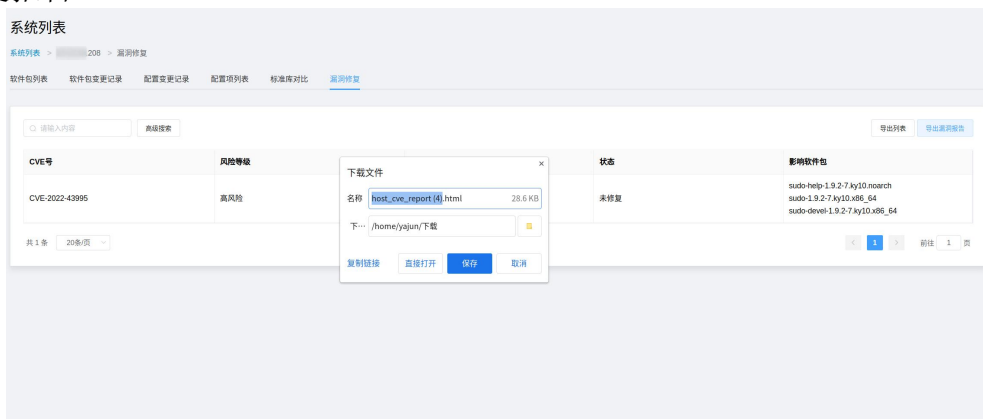 系统列表
系统列表 > 208 > 漏洞修复
软件包列表 软件包变更记录 配置变更记录 配置项列表 标准库对比 漏洞修复
请输入内容 高级搜索 导出列表 导出漏洞报告
CVE号 风险等级 状态 影响软件包
CVE-2022-43995 高风险 未修复 sudo-help-1.9.2-7.ky10.noarch
sudo-1.9.2-7.ky10.x86_64
sudo-devel-1.9.2-7.ky10.x86_64
下载文件 ×
名称 host_cve_report (4).html 28.6 KB
下… /home/yajun/下载
复制链接 直接打开 保存 取消
共 1 条 20条/页 < 1 > 前往 1 页